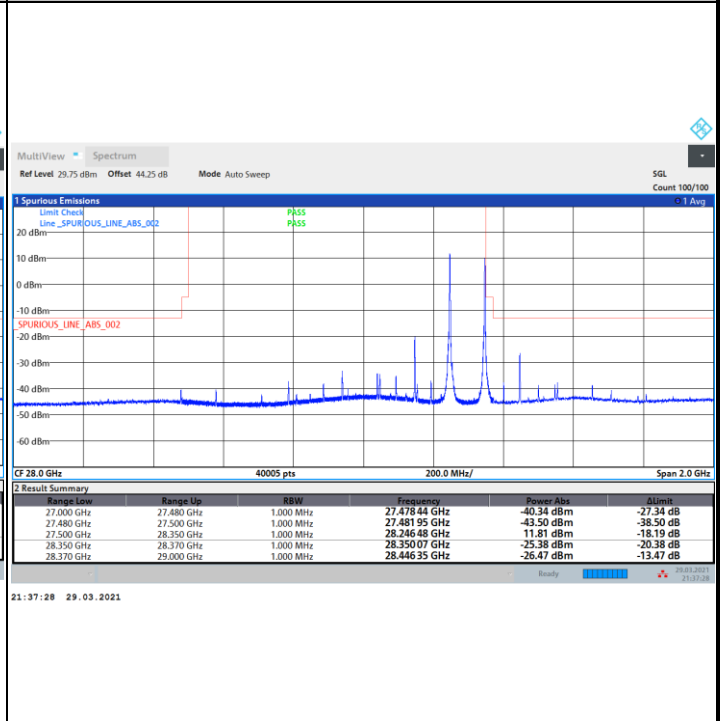 MultiView Spectrum
Ref Level 29.75 dBm Offset 44.25 dB Mode Auto Sweep SGL
Count 100/100
1 Spurious Emissions 1 Avg
Limit Check PASS
Line _SPURIOUS_LINE_ABS_002 PASS
20 dBm
10 dBm
0 dBm
-10 dBm
_SPURIOUS_LINE_ABS_002
-20 dBm
-30 dBm
-40 dBm
-50 dBm
-60 dBm
CF 28.0 GHz 40005 pts 200.0 MHz/ Span 2.0 GHz
2 Result Summary
Range Low Range Up RBW Frequency Power Abs ΔLimit
27.000 GHz 27.480 GHz 1.000 MHz 27.478 44 GHz -40.34 dBm -27.34 dB
27.480 GHz 27.500 GHz 1.000 MHz 27.481 95 GHz -43.50 dBm -38.50 dB
27.500 GHz 28.350 GHz 1.000 MHz 28.246 48 GHz 11.81 dBm -18.19 dB
28.350 GHz 28.370 GHz 1.000 MHz 28.350 07 GHz -25.38 dBm -20.38 dB
28.370 GHz 29.000 GHz 1.000 MHz 28.446 35 GHz -26.47 dBm -13.47 dB
Ready 29.03.2021
21:37:28
21:37:28 29.03.2021